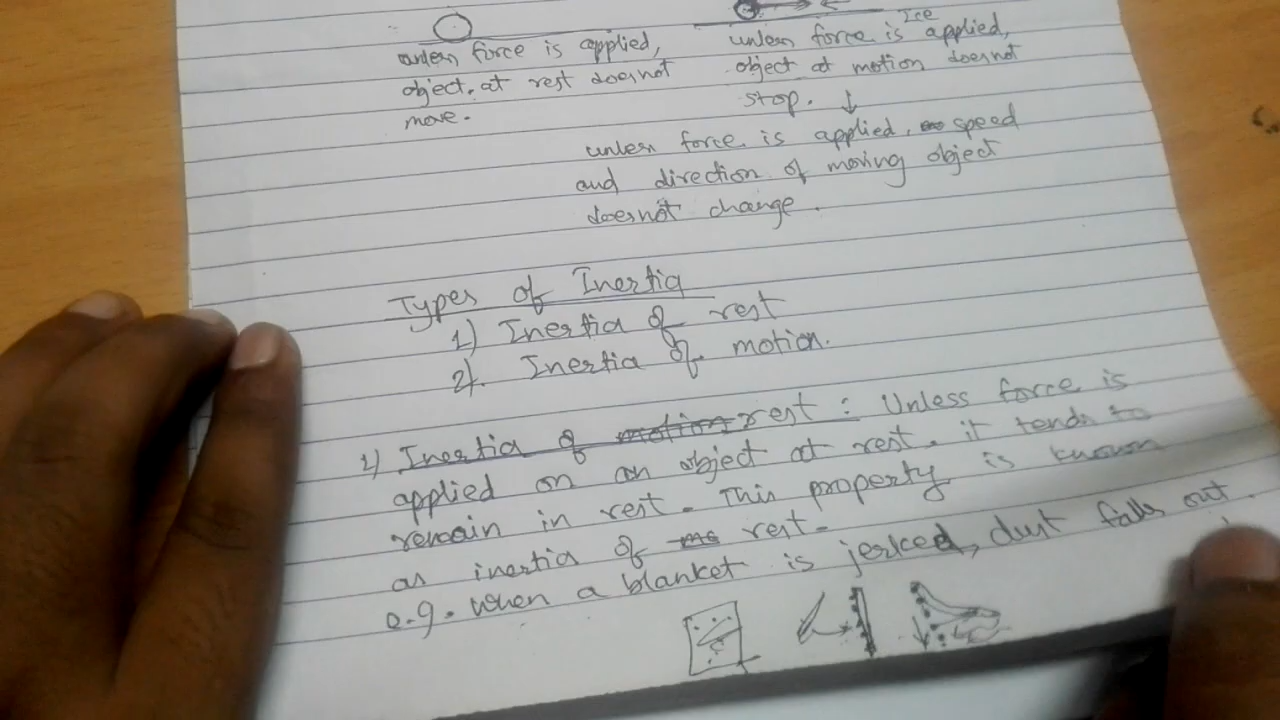 Ice
unless force is applied,
object at rest doesnot
move.
unless force is applied,
object at motion doesnot
stop. ↓
unless force is applied, speed
and direction of moving object
doesnot change.
Types of Inertia
1) Inertia of rest
2). Inertia of motion.
1) Inertia of motion rest : Unless force is
applied on an object at rest. it tends to
remain in rest. This property is known
as inertia of rest.
e.g. when a blanket is jerked, dust falls out.